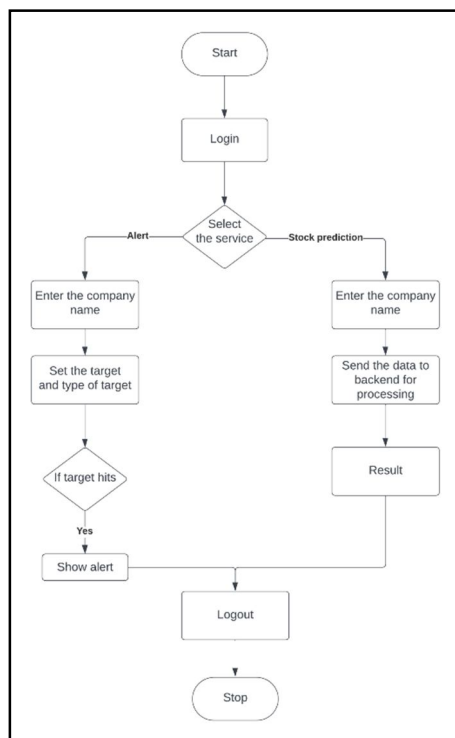 Start
Login
Select
the service
Alert
Stock prediction
Enter the company
name
Enter the company
name
Set the target
and type of target
Send the data to
backend for
processing
If target hits
Result
Yes
Show alert
Logout
Stop